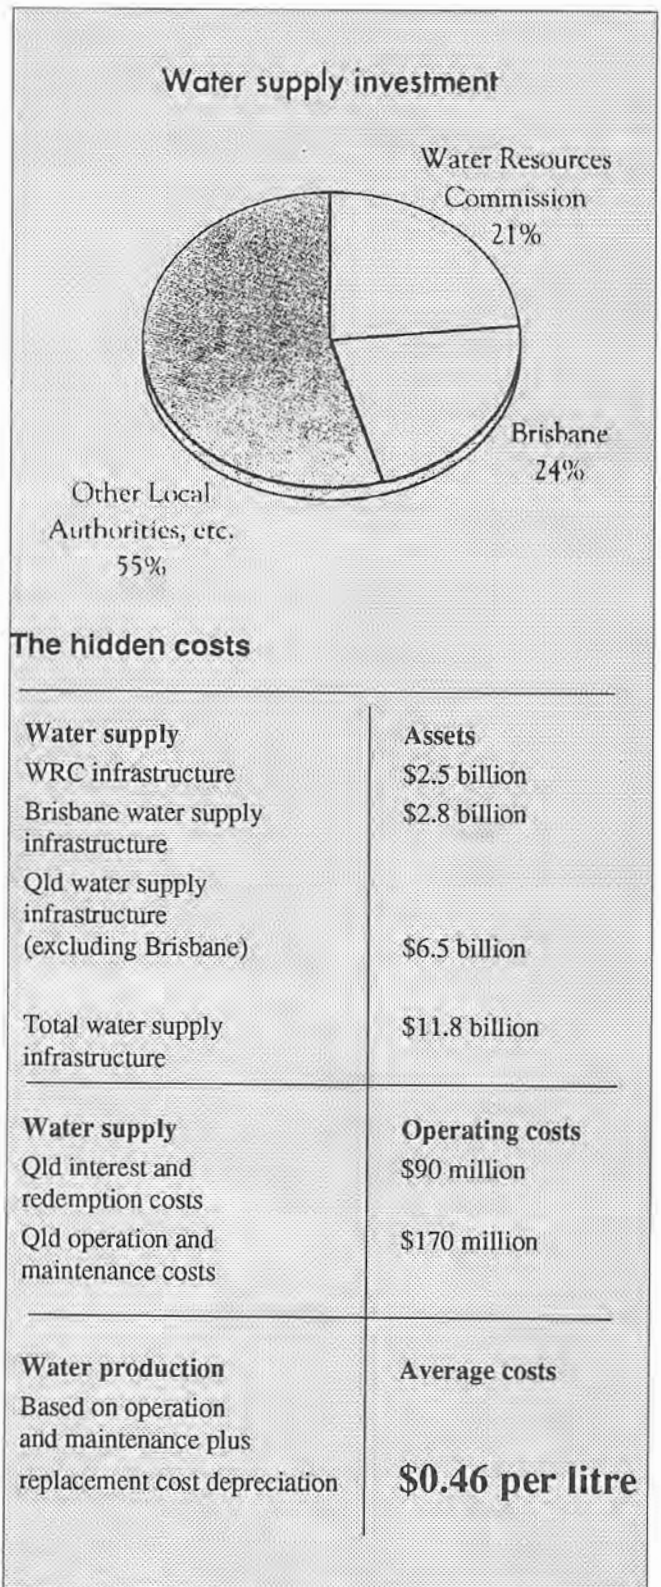 Water supply investment
Water Resources
Commission
21%
Brisbane
24%
Other Local
Authorities, etc.
55%
The hidden costs
Water supply Assets
WRC infrastructure $2.5 billion
Brisbane water supply $2.8 billion
infrastructure
Qld water supply
infrastructure
(excluding Brisbane) $6.5 billion
Total water supply $11.8 billion
infrastructure
Water supply Operating costs
Qld interest and $90 million
redemption costs
Qld operation and $170 million
maintenance costs
Water production Average costs
Based on operation
and maintenance plus
replacement cost depreciation $0.46 per litre